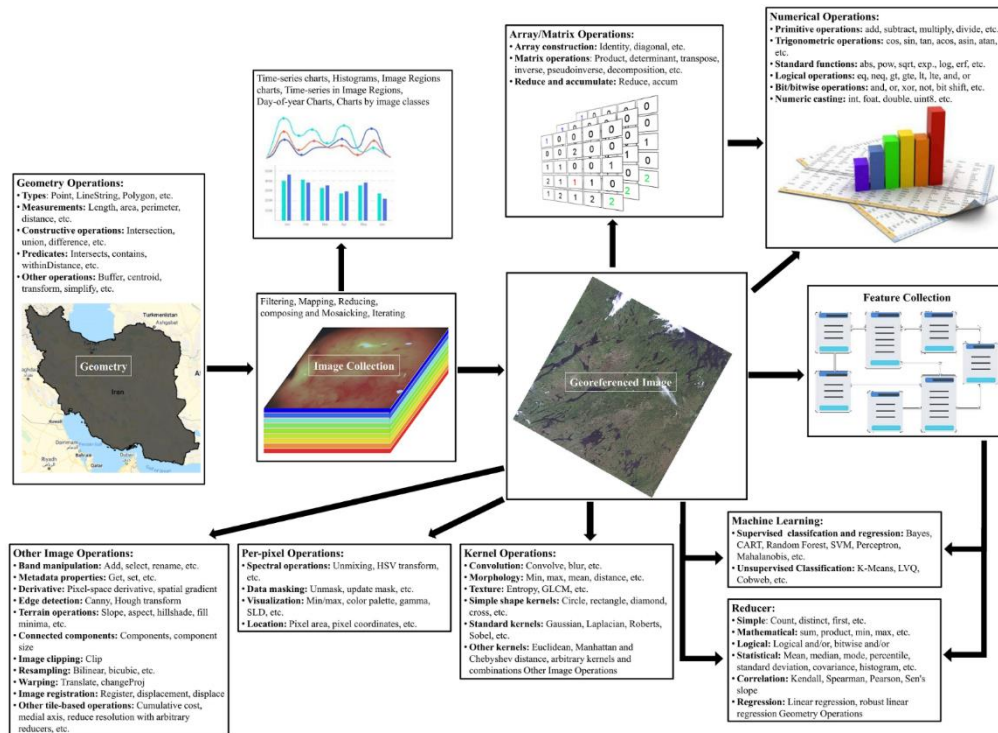 Geometry Operations:
• Types: Point, LineString, Polygon, etc.
• Measurements: Length, area, perimeter,
distance, etc.
• Constructive operations: Intersection,
union, difference, etc.
• Predicates: Intersects, contains,
withinDistance, etc.
• Other operations: Buffer, centroid,
transform, simplify, etc.
Turkmenistan
Ashgabat
Geometry
Iran
Kuwait
Bahrain
Riyadh
Qatar
Dubai
Time-series charts, Histograms, Image Regions
charts, Time-series in Image Regions,
Day-of-year Charts, Charts by image classes
Filtering, Mapping, Reducing,
composing and Mosaicking, Iterating
Image Collection
Array/Matrix Operations:
• Array construction: Identity, diagonal, etc.
• Matrix operations: Product, determinant, transpose,
inverse, pseudoinverse, decomposition, etc.
• Reduce and accumulate: Reduce, accum
Georeferenced Image
Numerical Operations:
• Primitive operations: add, subtract, multiply, divide, etc.
• Trigonometric operations: cos, sin, tan, acos, asin, atan,
etc.
• Standard functions: abs, pow, sqrt, exp., log, erf, etc.
• Logical operations: eq, neq, gt, gte, lt, lte, and, or
• Bit/bitwise operations: and, or, xor, not, bit shift, etc.
• Numeric casting: int, foat, double, uint8, etc.
Feature Collection
Other Image Operations:
• Band manipulation: Add, select, rename, etc.
• Metadata properties: Get, set, etc.
• Derivative: Pixel-space derivative, spatial gradient
• Edge detection: Canny, Hough transform
• Terrain operations: Slope, aspect, hillshade, fill
minima, etc.
• Connected components: Components, component
size
• Image clipping: Clip
• Resampling: Bilinear, bicubic, etc.
• Warping: Translate, changeProj
• Image registration: Register, displacement, displace
• Other tile-based operations: Cumulative cost,
medial axis, reduce resolution with arbitrary
reducers, etc.
Per-pixel Operations:
• Spectral operations: Unmixing, HSV transform,
etc.
• Data masking: Unmask, update mask, etc.
• Visualization: Min/max, color palette, gamma,
SLD, etc.
• Location: Pixel area, pixel coordinates, etc.
Kernel Operations:
• Convolution: Convolve, blur, etc.
• Morphology: Min, max, mean, distance, etc.
• Texture: Entropy, GLCM, etc.
• Simple shape kernels: Circle, rectangle, diamond,
cross, etc.
• Standard kernels: Gaussian, Laplacian, Roberts,
Sobel, etc.
• Other kernels: Euclidean, Manhattan and
Chebyshev distance, arbitrary kernels and
combinations Other Image Operations
Machine Learning:
• Supervised classifcation and regression: Bayes,
CART, Random Forest, SVM, Perceptron,
Mahalanobis, etc.
• Unsupervised Classification: K-Means, LVQ,
Cobweb, etc.
Reducer:
• Simple: Count, distinct, first, etc.
• Mathematical: sum, product, min, max, etc.
• Logical: Logical and/or, bitwise and/or
• Statistical: Mean, median, mode, percentile,
standard deviation, covariance, histogram, etc.
• Correlation: Kendall, Spearman, Pearson, Sen's
slope
• Regression: Linear regression, robust linear
regression Geometry Operations